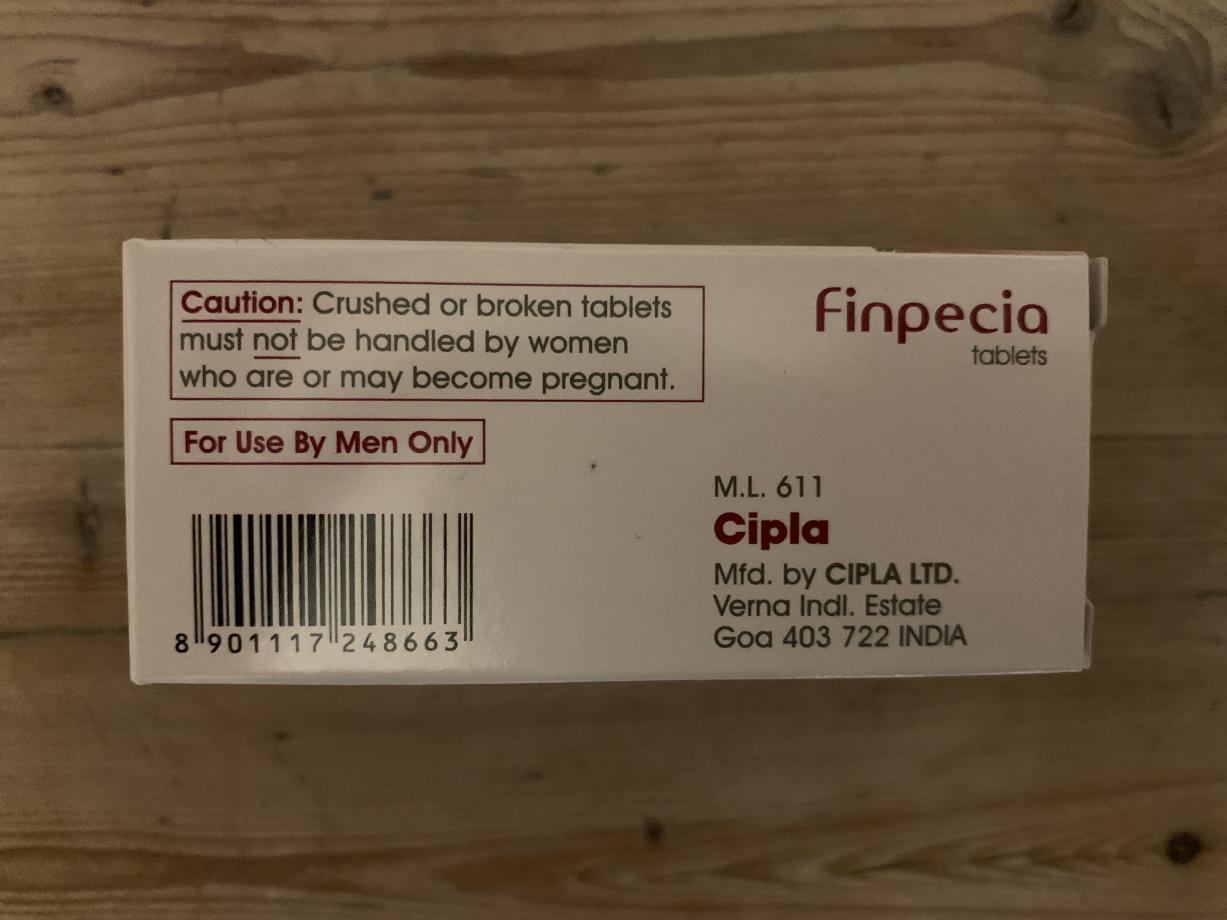 Caution: Crushed or broken tablets
must not be handled by women
who are or may become pregnant.
For Use By Men Only
8 901117 248663
Finpecia
tablets
M.L. 611
Cipla
Mfd. by CIPLA LTD.
Verna Indl. Estate
Goa 403 722 INDIA